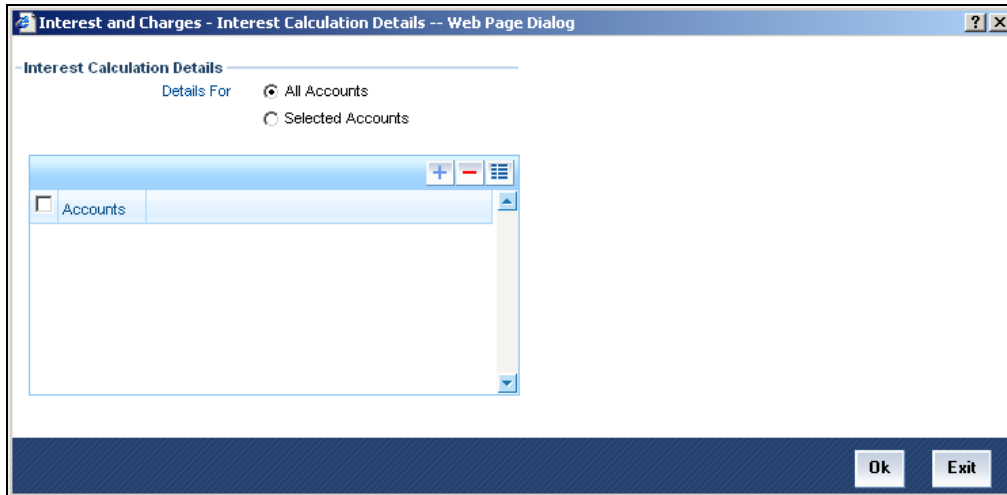 Interest and Charges - Interest Calculation Details -- Web Page Dialog
Interest Calculation Details
Details For All Accounts
Selected Accounts
Accounts
Ok Exit